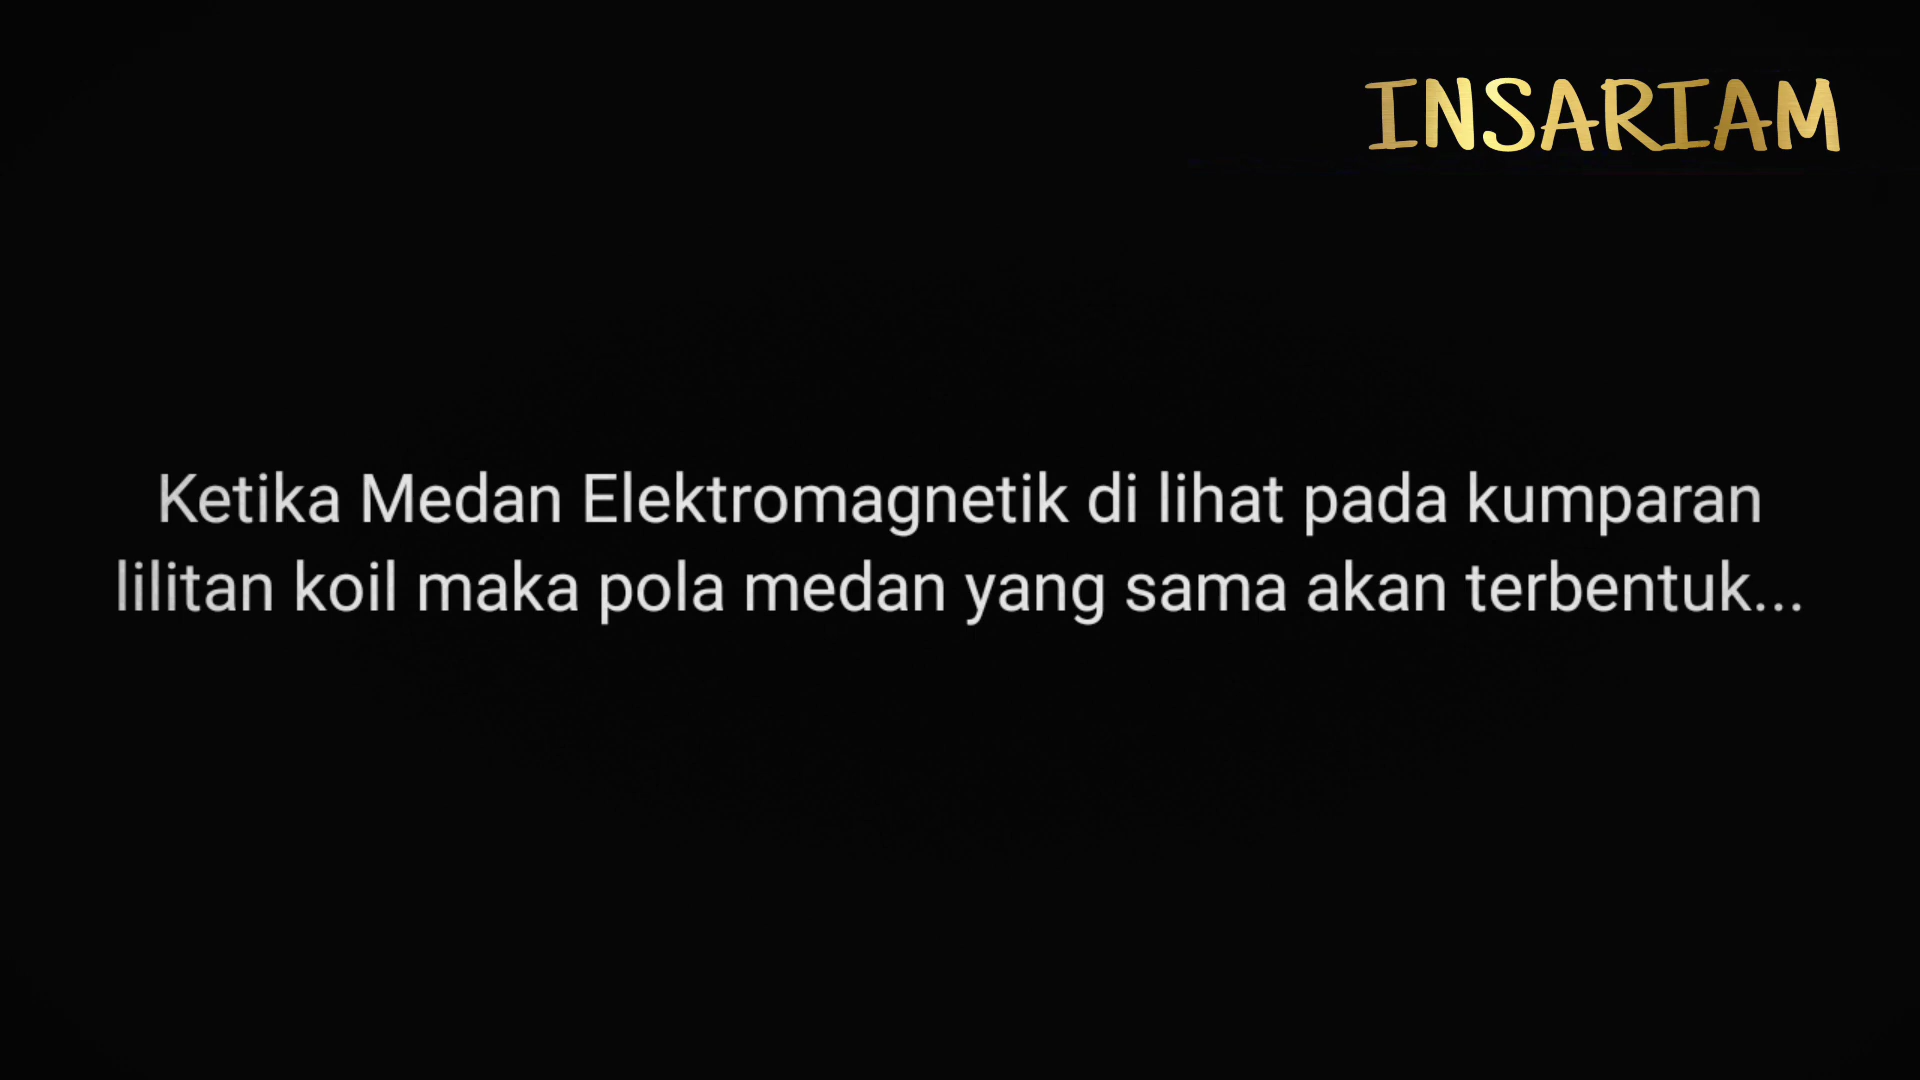 INSARIAM
Ketika Medan Elektromagnetik di lihat pada kumparan
lilitan koil maka pola medan yang sama akan terbentuk...